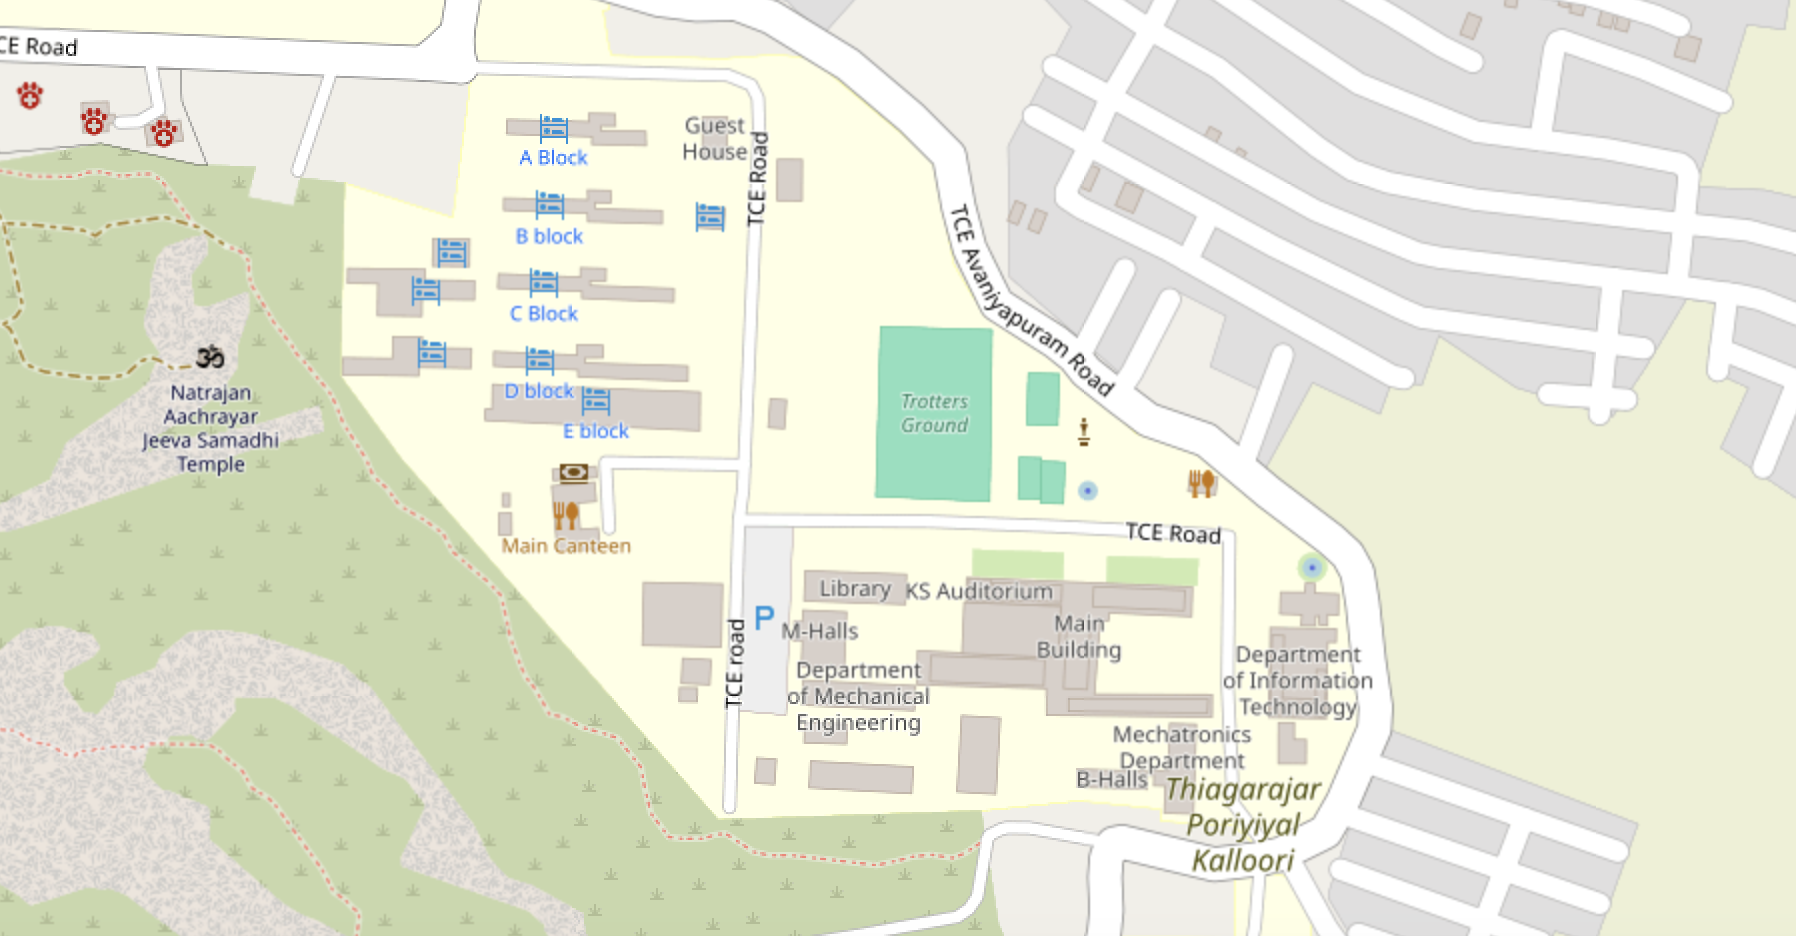 CE Road
A Block
Guest
House
TCE Road
B block
C Block
D block
E block
TCE Avaniyapuram Road
Natrajan
Aachrayar
Jeeva Samadhi
Temple
Trotters
Ground
Main Canteen
TCE Road
Library
KS Auditorium
P
M-Halls
Main
Building
TCE road
Department
of Mechanical
Engineering
Department
of Information
Technology
Mechatronics
Department
B-Halls
Thiagarajar
Poriyiyal
Kalloori